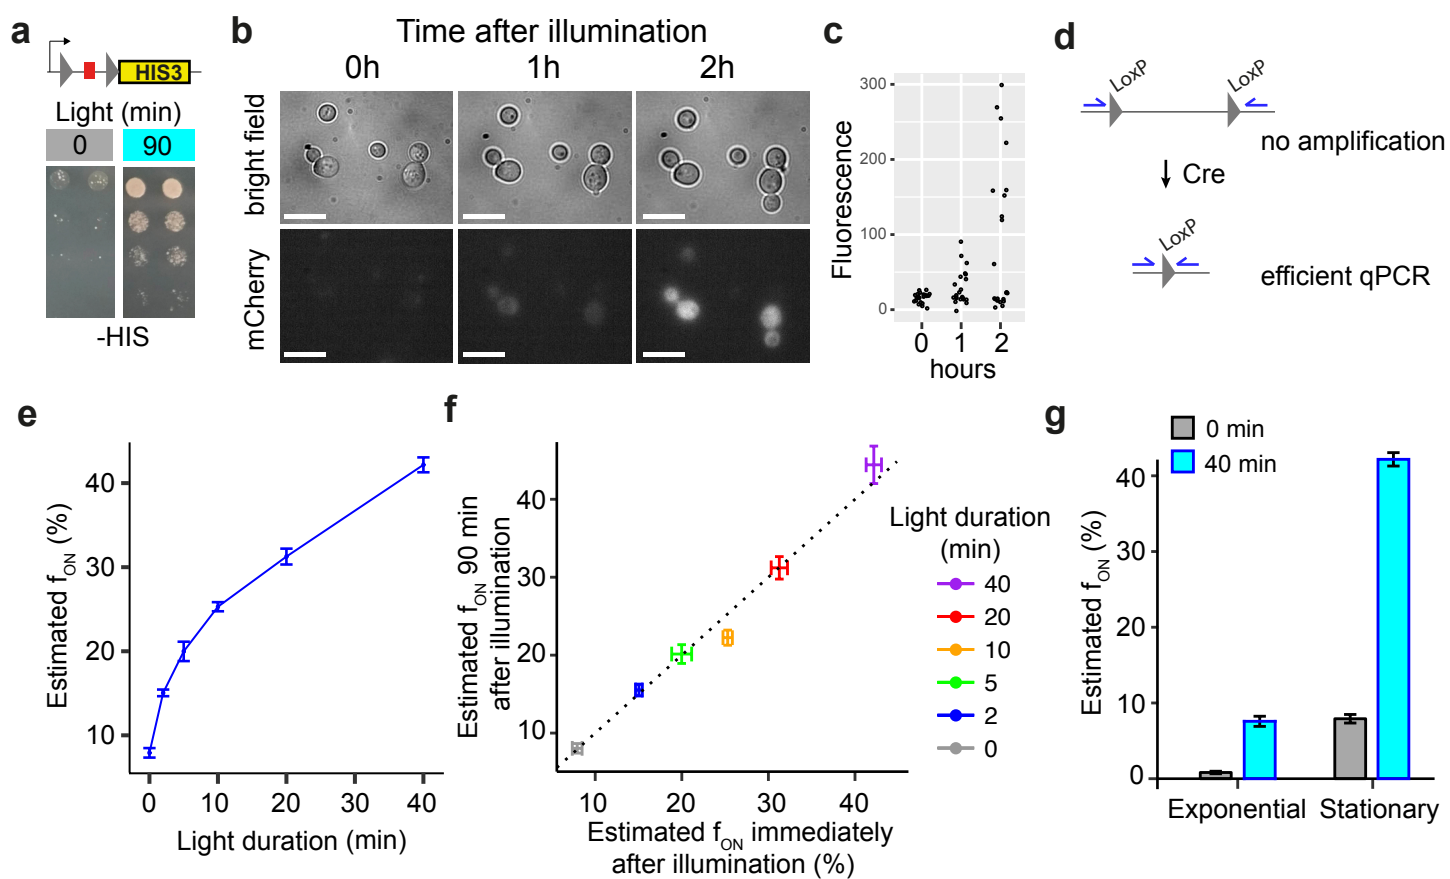 a
HIS3
Light (min)
0 90
-HIS
b
Time after illumination
0h 1h 2h
bright field
mCherry
c
Fluorescence
300
200
100
0
0 1 2
hours
d
LoxP LoxP
no amplification
Cre
LoxP
efficient qPCR
e
Estimated fON (%)
40
30
20
10
0 10 20 30 40
Light duration (min)
f
Estimated fON 90 min
after illumination
40
30
20
10
10 20 30 40
Estimated fON immediately
after illumination (%)
Light duration
(min)
40
20
10
5
2
0
g
0 min
40 min
Estimated fON (%)
40
30
20
10
0
Exponential Stationary